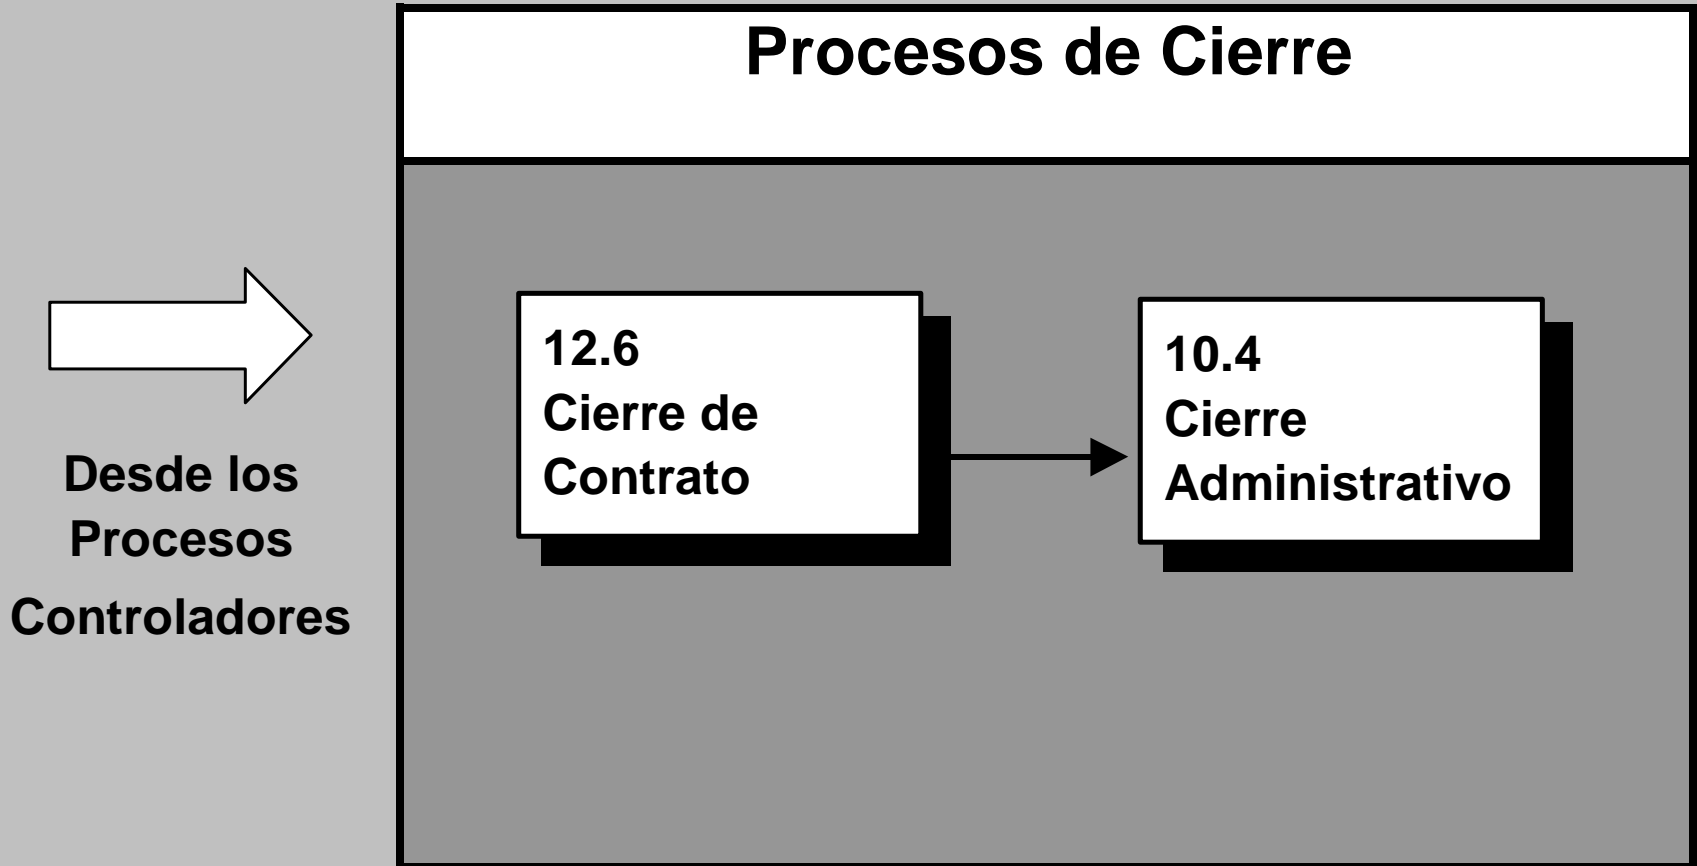 Procesos de Cierre
Desde los
Procesos
Controladores
12.6
Cierre de
Contrato
10.4
Cierre
Administrativo